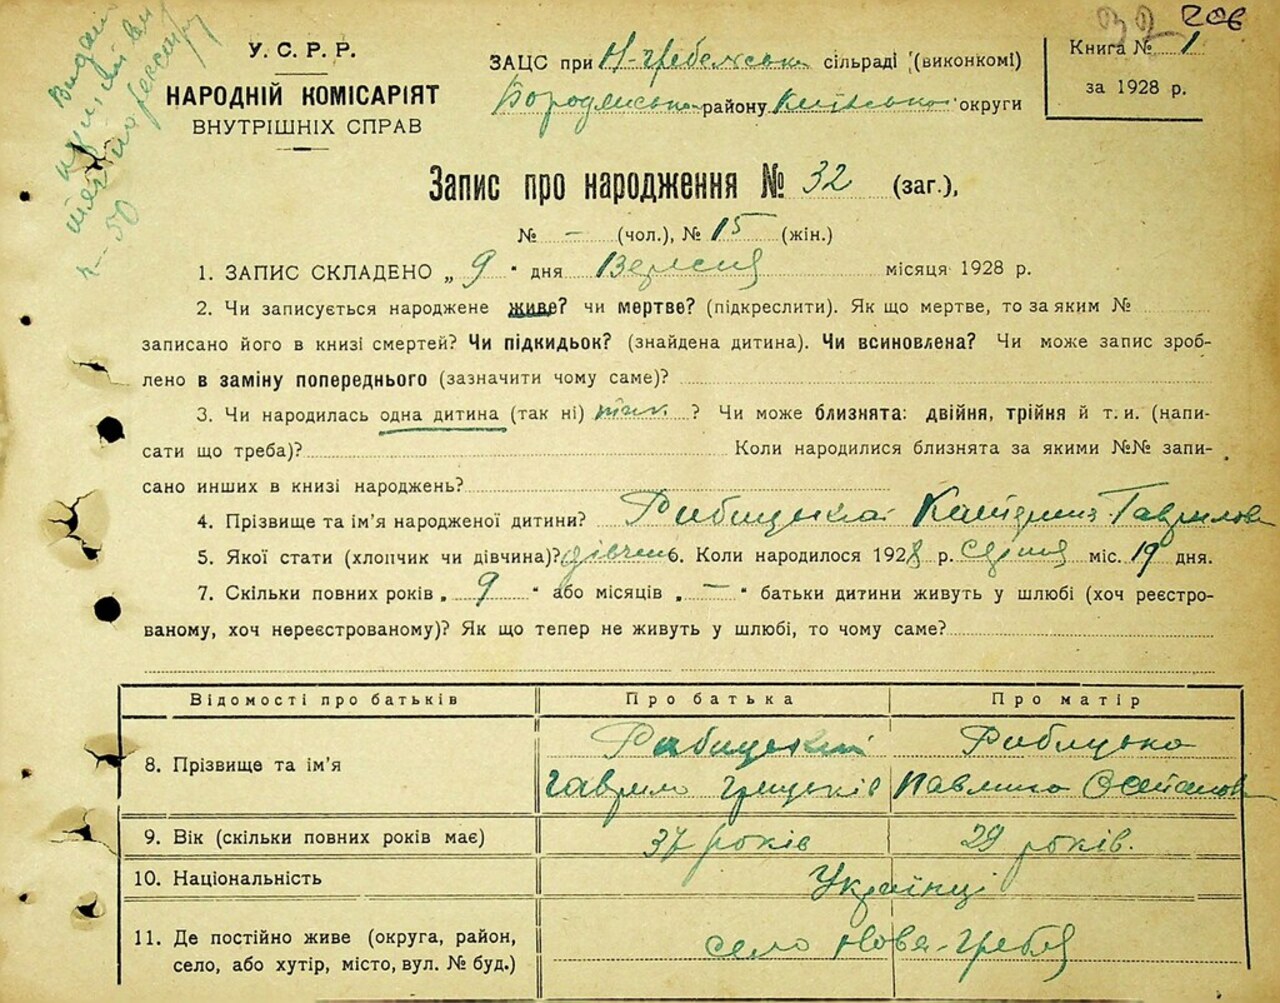 206
У. С. Р. Р.
НАРОДНІЙ КОМІСАРІЯТ
ВНУТРІШНІХ СПРАВ
ЗАЦС при Н-Гребельській сільраді (виконкомі)
Бородянського району Київської округи
Книга № 1
за 1928 р.
Запис про народження № 32 (заг.),
№ – (чол.), № 15 (жін.)
1. ЗАПИС СКЛАДЕНО „ 9 " дня Вересня місяця 1928 р.
2. Чи записується народжене живе? чи мертве? (підкреслити). Як що мертве, то за яким №
записано його в книзі смертей? Чи підкидьок? (знайдена дитина). Чи всиновлена? Чи може запис зроб-
лено в заміну попереднього (зазначити чому саме)?
3. Чи народилась одна дитина (так ні) так ? Чи може близнята: двійня, трійня й т. и. (напи-
сати що треба)? Коли народилися близнята за якими №№ запи-
сано инших в книзі народжень?
4. Прізвище та ім'я народженої дитини? Рабицька Катерина Гаврилова
5. Якої стати (хлопчик чи дівчина)? дівчин 6. Коли народилося 1928 р. серпня міс. 19 дня.
7. Скільки повних років „ 9 " або місяців „ – " батьки дитини живуть у шлюбі (хоч реєстро-
ваному, хоч нереєстрованому)? Як що тепер не живуть у шлюбі, то чому саме?
Відомості про батьків Про батька Про матір
8. Прізвище та ім'я
Рабицький Рабицька
Гаврило Грицьків Павлина Остапова
9. Вік (скільки повних років має) 37 років 29 років.
10. Національність Українці
11. Де постійно живе (округа, район,
село, або хутір, місто, вул. № буд.)
село Нова-Гребля